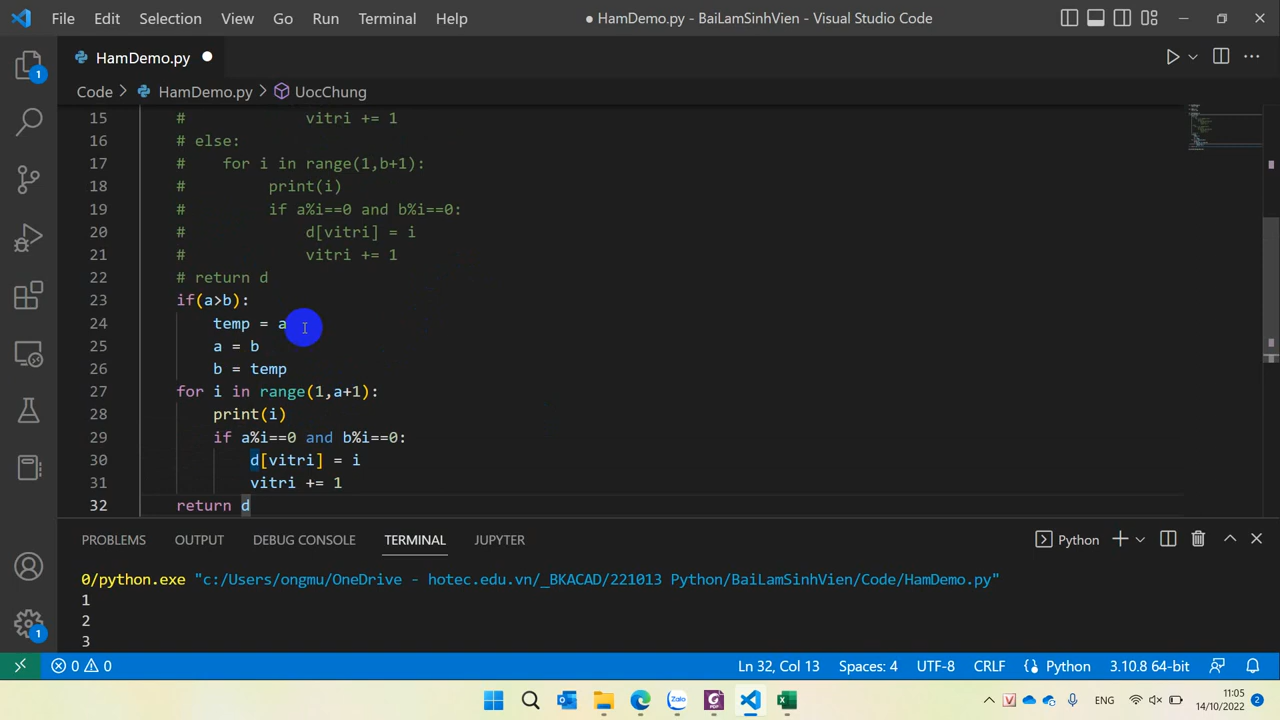 File Edit Selection View Go Run Terminal Help ● HamDemo.py - BaiLamSinhVien - Visual Studio Code
HamDemo.py
Code > HamDemo.py > UocChung
15 # vitri += 1
16 # else:
17 # for i in range(1,b+1):
18 # print(i)
19 # if a%i==0 and b%i==0:
20 # d[vitri] = i
21 # vitri += 1
22 # return d
23 if(a>b):
24 temp = a
25 a = b
26 b = temp
27 for i in range(1,a+1):
28 print(i)
29 if a%i==0 and b%i==0:
30 d[vitri] = i
31 vitri += 1
32 return d
PROBLEMS OUTPUT DEBUG CONSOLE TERMINAL JUPYTER Python
0/python.exe "c:/Users/ongmu/OneDrive - hotec.edu.vn/_BKACAD/221013 Python/BaiLamSinhVien/Code/HamDemo.py"
1
2
3
1
1
0 0 Ln 32, Col 13 Spaces: 4 UTF-8 CRLF Python 3.10.8 64-bit
Zalo PDF ENG 11:05
14/10/2022 2